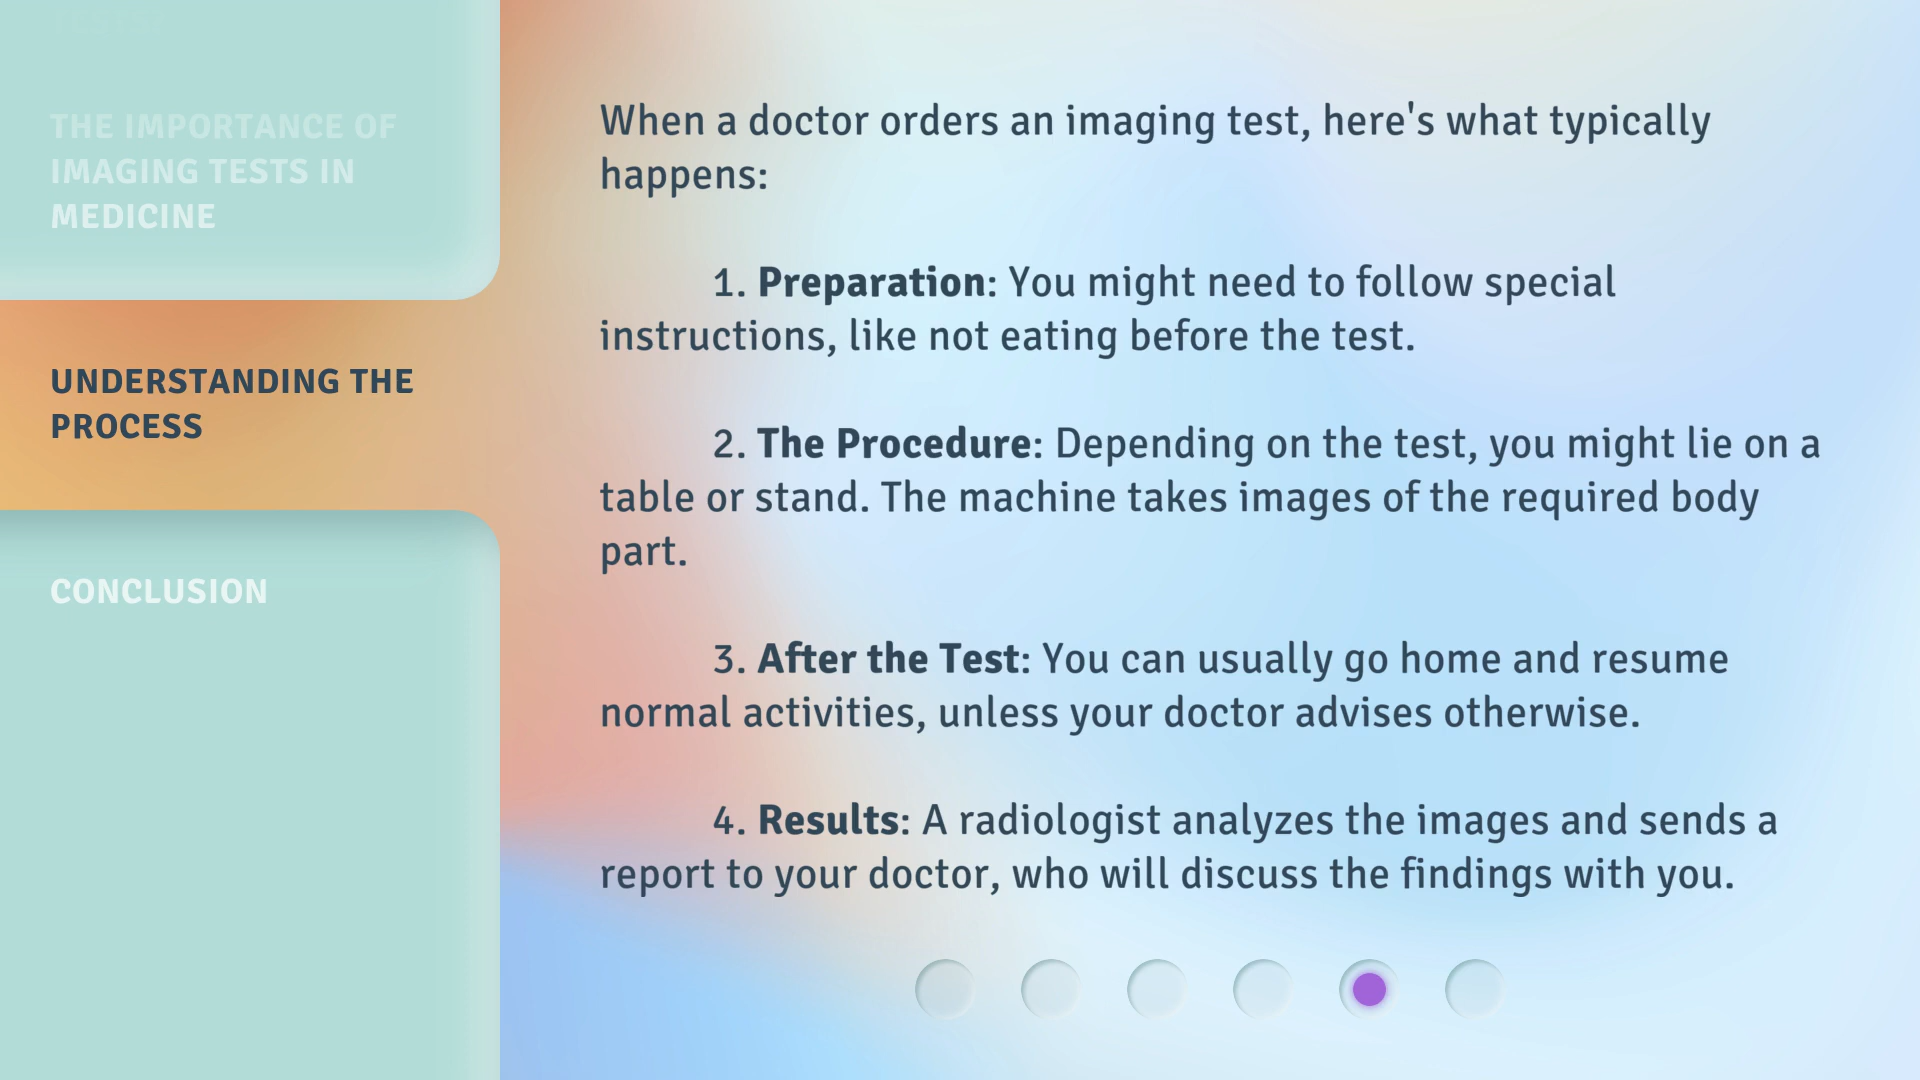 THE IMPORTANCE OF
IMAGING TESTS IN
MEDICINE
UNDERSTANDING THE
PROCESS
CONCLUSION
When a doctor orders an imaging test, here's what typically
happens:
1. Preparation: You might need to follow special
instructions, like not eating before the test.
2. The Procedure: Depending on the test, you might lie on a
table or stand. The machine takes images of the required body
part.
3. After the Test: You can usually go home and resume
normal activities, unless your doctor advises otherwise.
4. Results: A radiologist analyzes the images and sends a
report to your doctor, who will discuss the findings with you.